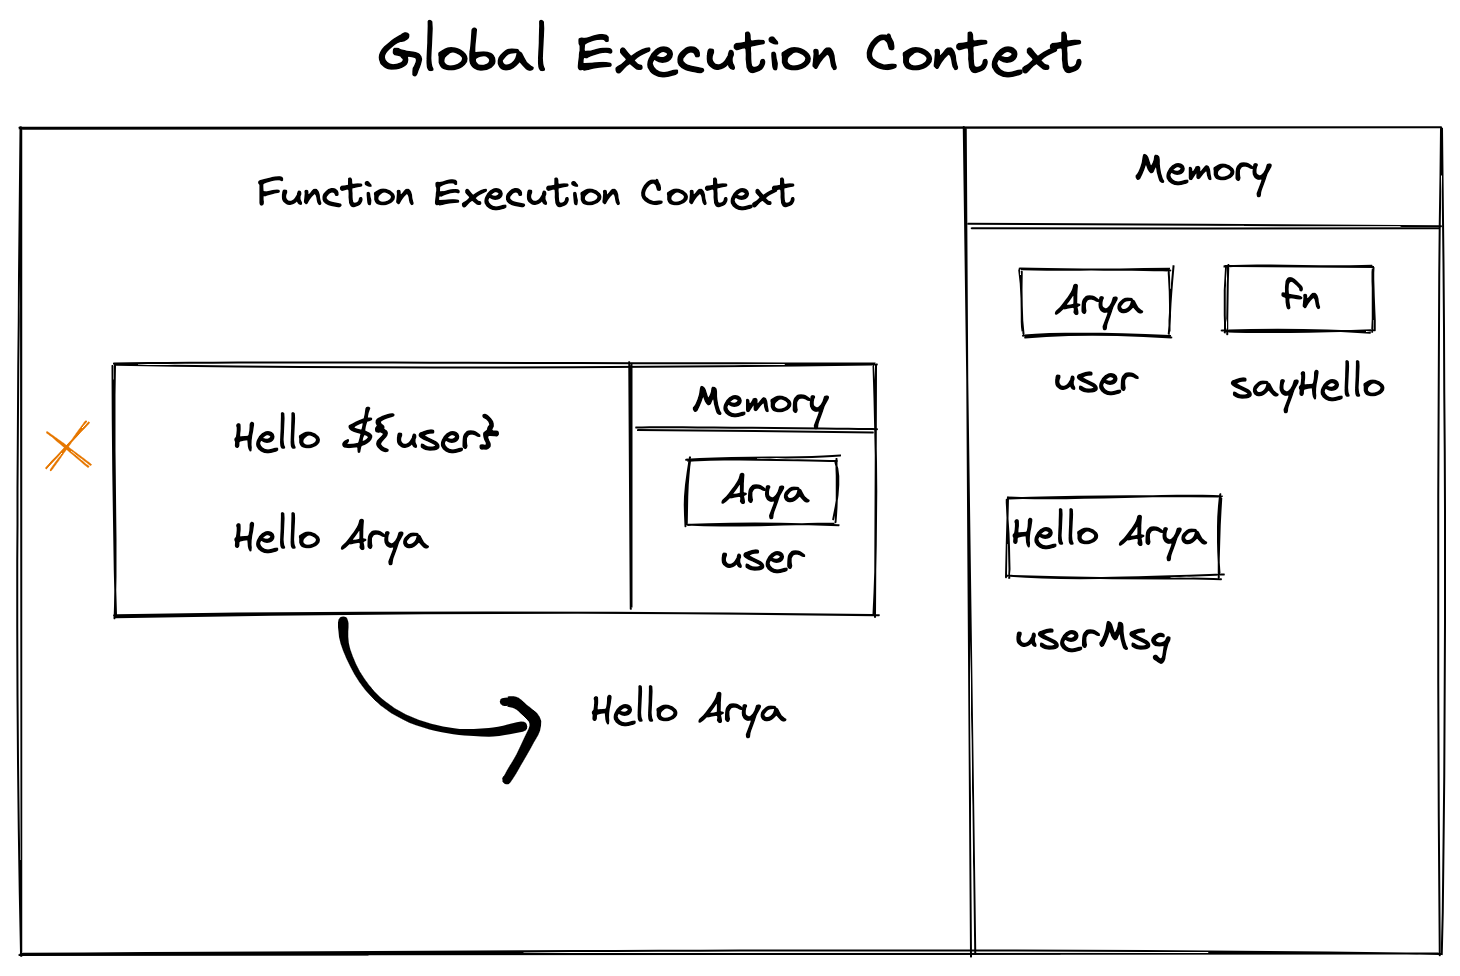 Global Execution Context
Function Execution Context
Hello ${user}
Hello Arya
Memory
Arya
user
Hello Arya
Memory
Arya
user
fn
sayHello
Hello Arya
userMsg